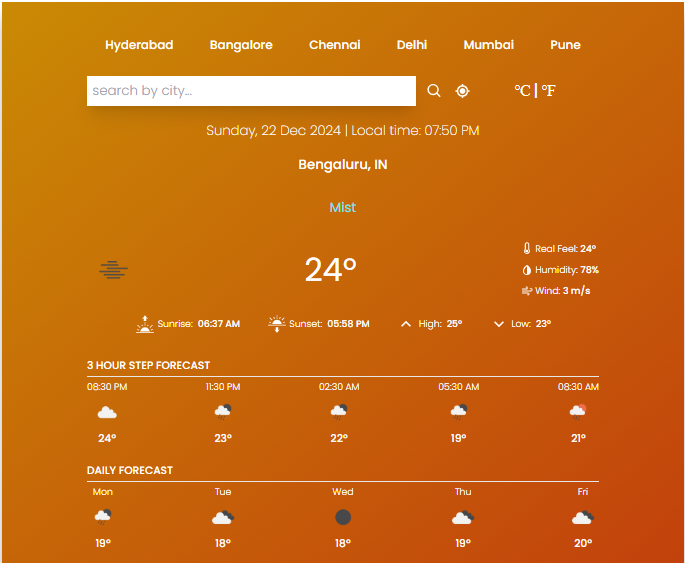 Hyderabad Bangalore Chennai Delhi Mumbai Pune
search by city...
°C | °F
Sunday, 22 Dec 2024 | Local time: 07:50 PM
Bengaluru, IN
Mist
24°
Real Feel: 24°
Humidity: 78%
Wind: 3 m/s
Sunrise: 06:37 AM Sunset: 05:58 PM High: 25° Low: 23°
3 HOUR STEP FORECAST
08:30 PM 11:30 PM 02:30 AM 05:30 AM 08:30 AM
24° 23° 22° 19° 21°
DAILY FORECAST
Mon Tue Wed Thu Fri
19° 18° 18° 19° 20°